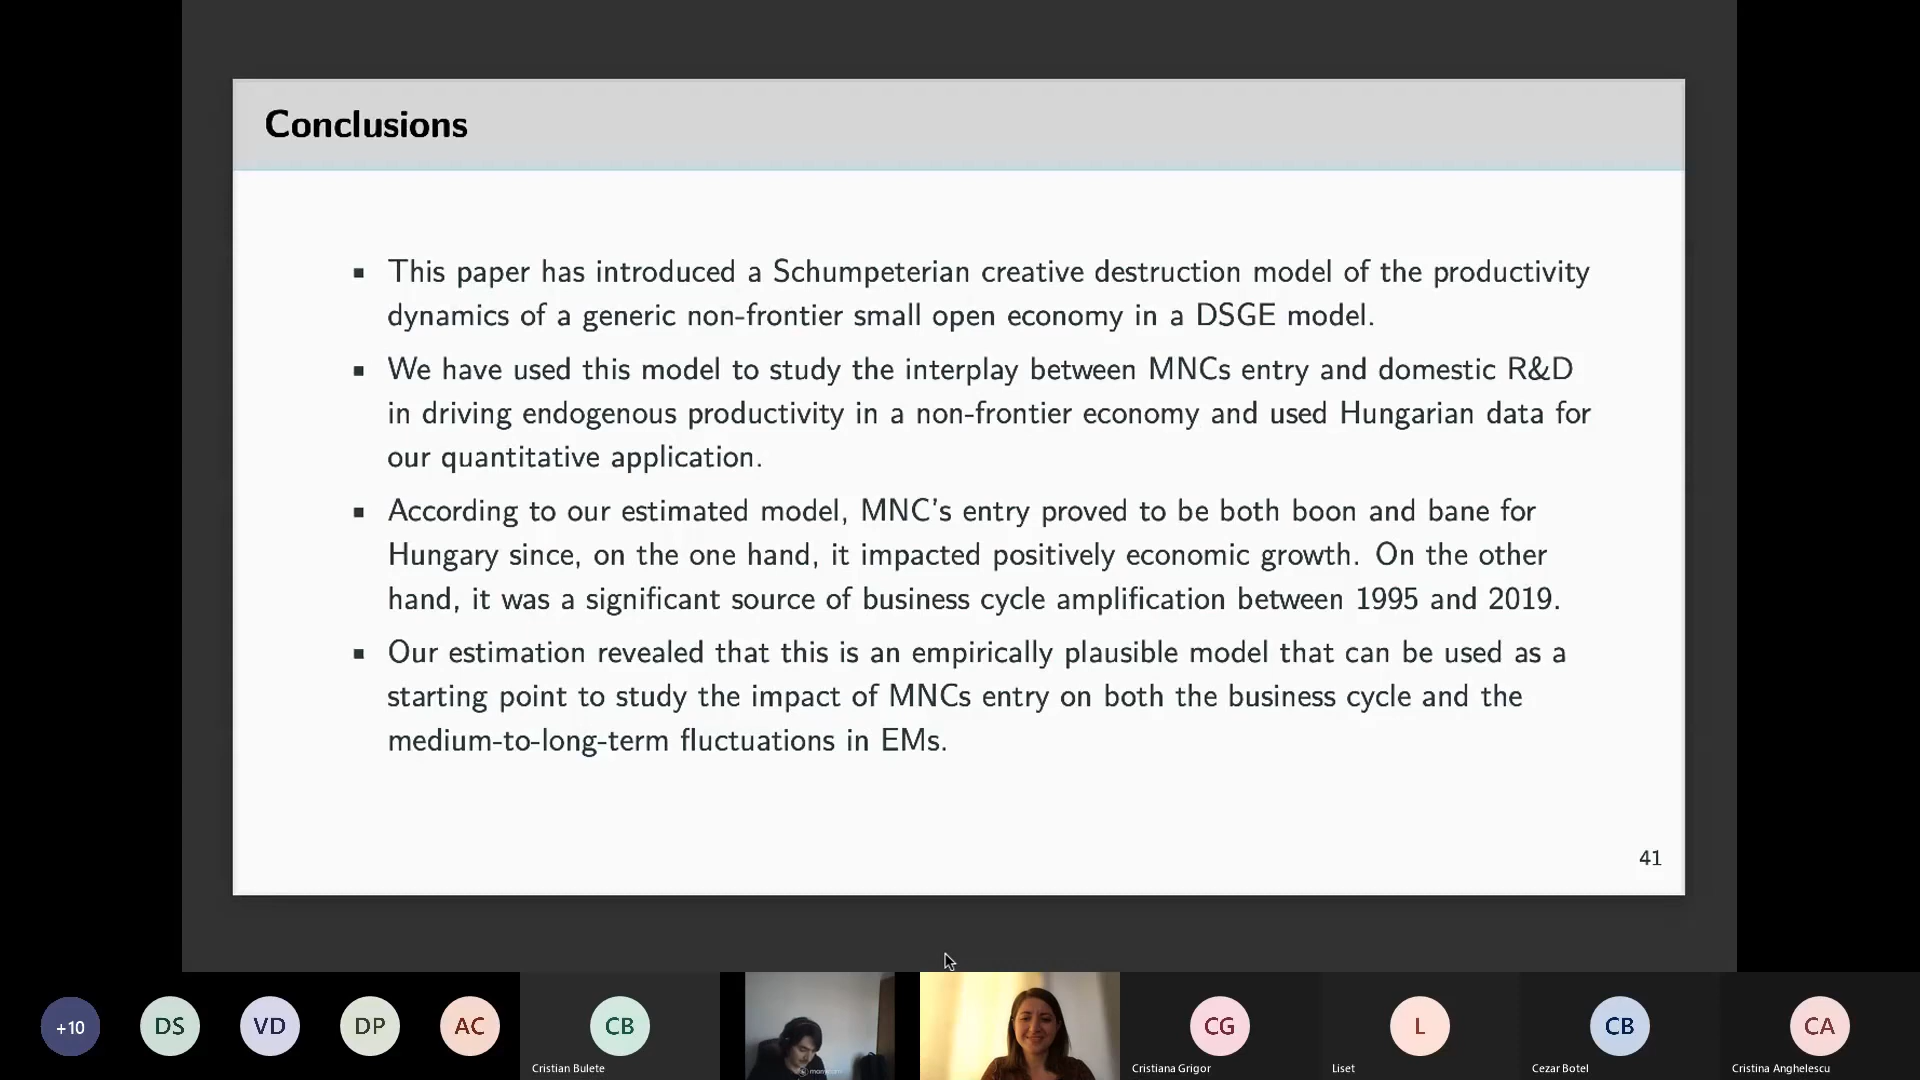 Conclusions
▪ This paper has introduced a Schumpeterian creative destruction model of the productivity
dynamics of a generic non-frontier small open economy in a DSGE model.
▪ We have used this model to study the interplay between MNCs entry and domestic R&D
in driving endogenous productivity in a non-frontier economy and used Hungarian data for
our quantitative application.
▪ According to our estimated model, MNC's entry proved to be both boon and bane for
Hungary since, on the one hand, it impacted positively economic growth. On the other
hand, it was a significant source of business cycle amplification between 1995 and 2019.
▪ Our estimation revealed that this is an empirically plausible model that can be used as a
starting point to study the impact of MNCs entry on both the business cycle and the
medium-to-long-term fluctuations in EMs.
41
+10
DS
VD
DP
AC
CB
Cristian Bulete
CG
Cristiana Grigor
L
Liset
CB
Cezar Botel
CA
Cristina Anghelescu